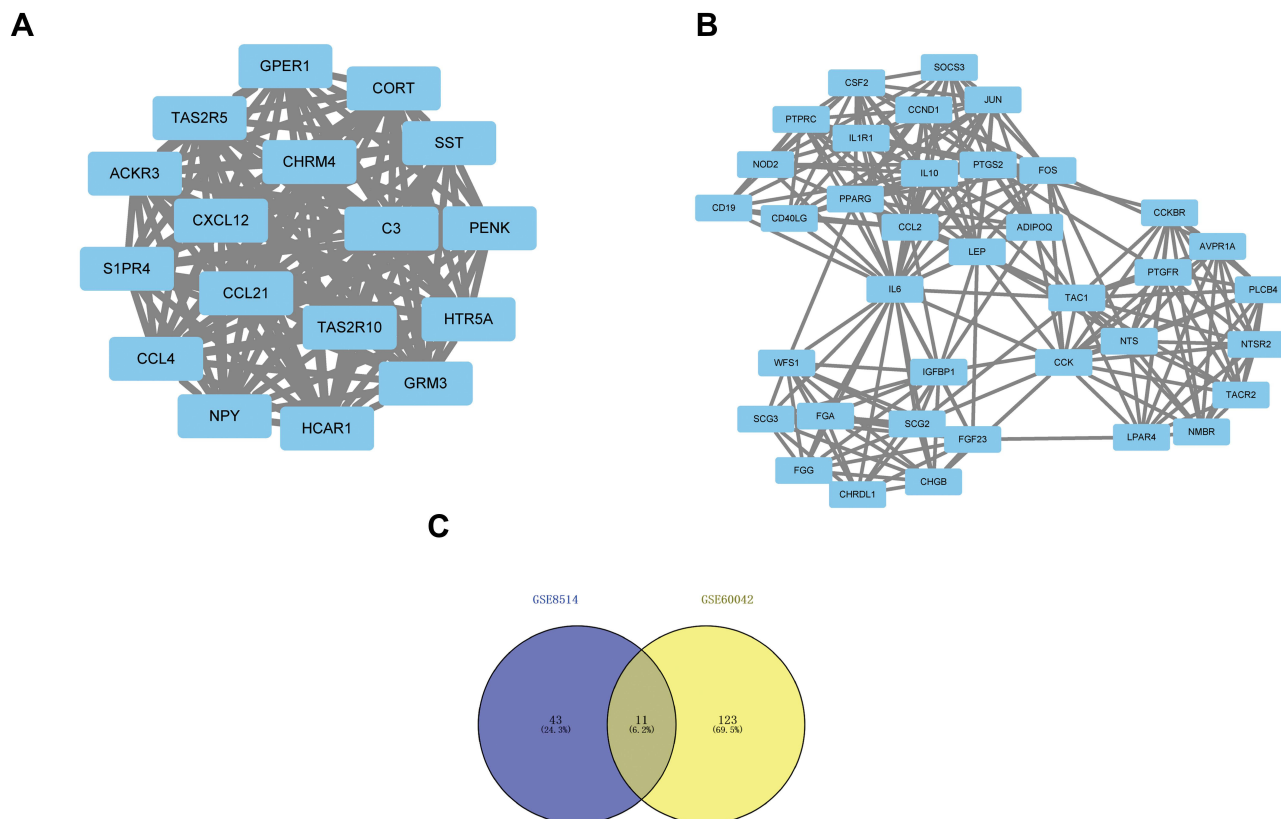 A
GPER1
CORT
TAS2R5
SST
CHRM4
ACKR3
CXCL12
C3
PENK
S1PR4
CCL21
TAS2R10
HTR5A
CCL4
GRM3
NPY
HCAR1
B
SOCS3
CSF2
JUN
CCND1
PTPRC
IL1R1
NOD2
IL10
PTGS2
FOS
PPARG
CD19
CD40LG
CCL2
ADIPOQ
CCKBR
LEP
AVPR1A
PTGFR
IL6
TAC1
PLCB4
NTS
NTSR2
WFS1
IGFBP1
CCK
TACR2
SCG3
FGA
SCG2
FGF23
LPAR4
NMBR
FGG
CHGB
CHRDL1
C
GSE8514
GSE60042
43
(24.3%)
11
(6.2%)
123
(69.5%)